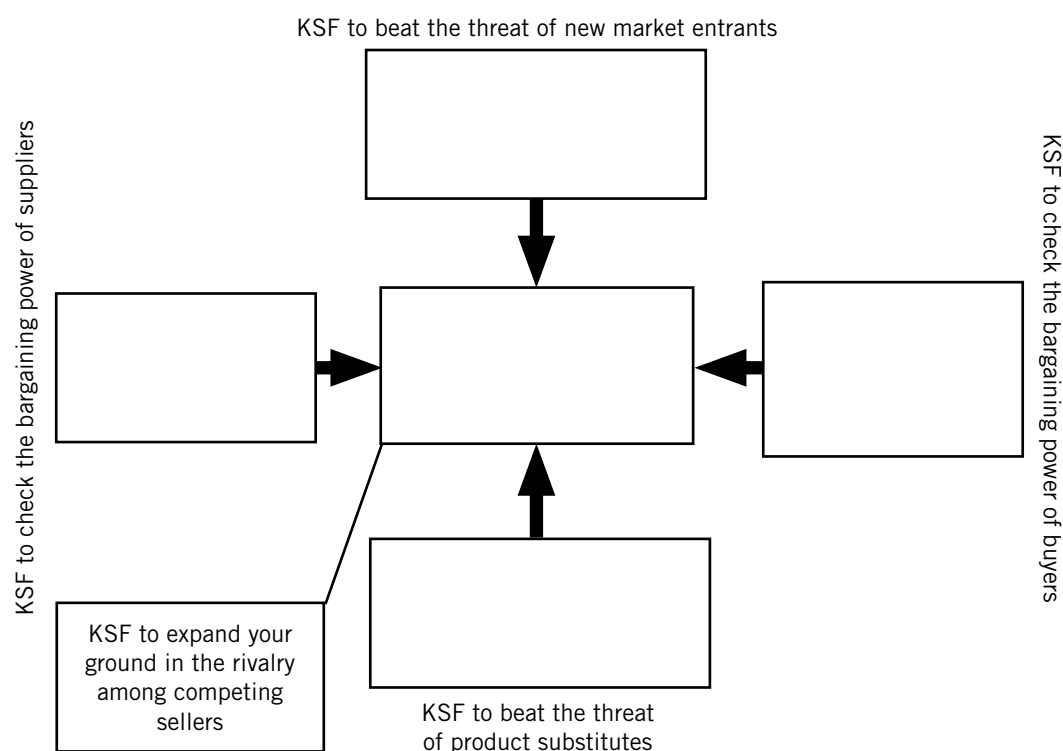 KSF to beat the threat of new market entrants
KSF to check the bargaining power of suppliers
KSF to check the bargaining power of buyers
KSF to expand your
ground in the rivalry
among competing
sellers
KSF to beat the threat
of product substitutes